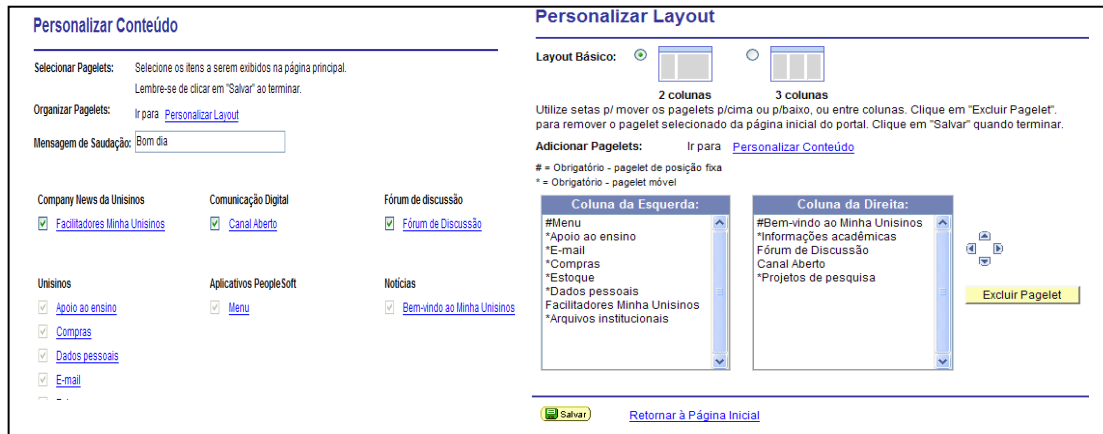 Personalizar Conteúdo
Selecionar Pagelets: Selecione os itens a serem exibidos na página principal.
Lembre-se de clicar em "Salvar" ao terminar.
Organizar Pagelets: Ir para Personalizar Layout
Mensagem de Saudação: Bom dia
Company News da Unisinos Comunicação Digital Fórum de discussão
Facilitadores Minha Unisinos Canal Aberto Fórum de Discussão
Unisinos Aplicativos PeopleSoft Notícias
Apoio ao ensino Menu Bem-vindo ao Minha Unisinos
Compras
Dados pessoais
E-mail
Personalizar Layout
Layout Básico:
2 colunas 3 colunas
Utilize setas p/ mover os pagelets p/cima ou p/baixo, ou entre colunas. Clique em "Excluir Pagelet".
para remover o pagelet selecionado da página inicial do portal. Clique em "Salvar" quando terminar.
Adicionar Pagelets: Ir para Personalizar Conteúdo
# = Obrigatório - pagelet de posição fixa
* = Obrigatório - pagelet móvel
Coluna da Esquerda:
#Menu
*Apoio ao ensino
*E-mail
*Compras
*Estoque
*Dados pessoais
Facilitadores Minha Unisinos
*Arquivos institucionais
Coluna da Direita:
#Bem-vindo ao Minha Unisinos
*Informações acadêmicas
Fórum de Discussão
Canal Aberto
*Projetos de pesquisa
Excluir Pagelet
Salvar Retornar à Página Inicial